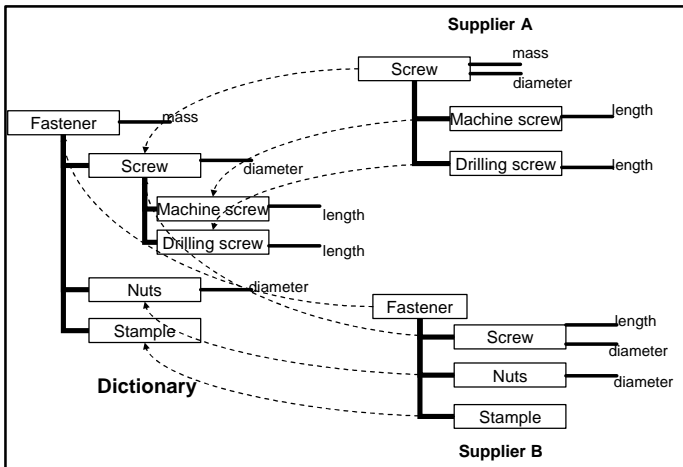 Supplier A
Screw
mass
diameter
Machine screw
length
Drilling screw
length
Fastener
mass
Screw
diameter
Machine screw
length
Drilling screw
length
Nuts
diameter
Stample
Dictionary
Fastener
Screw
length
diameter
Nuts
diameter
Stample
Supplier B